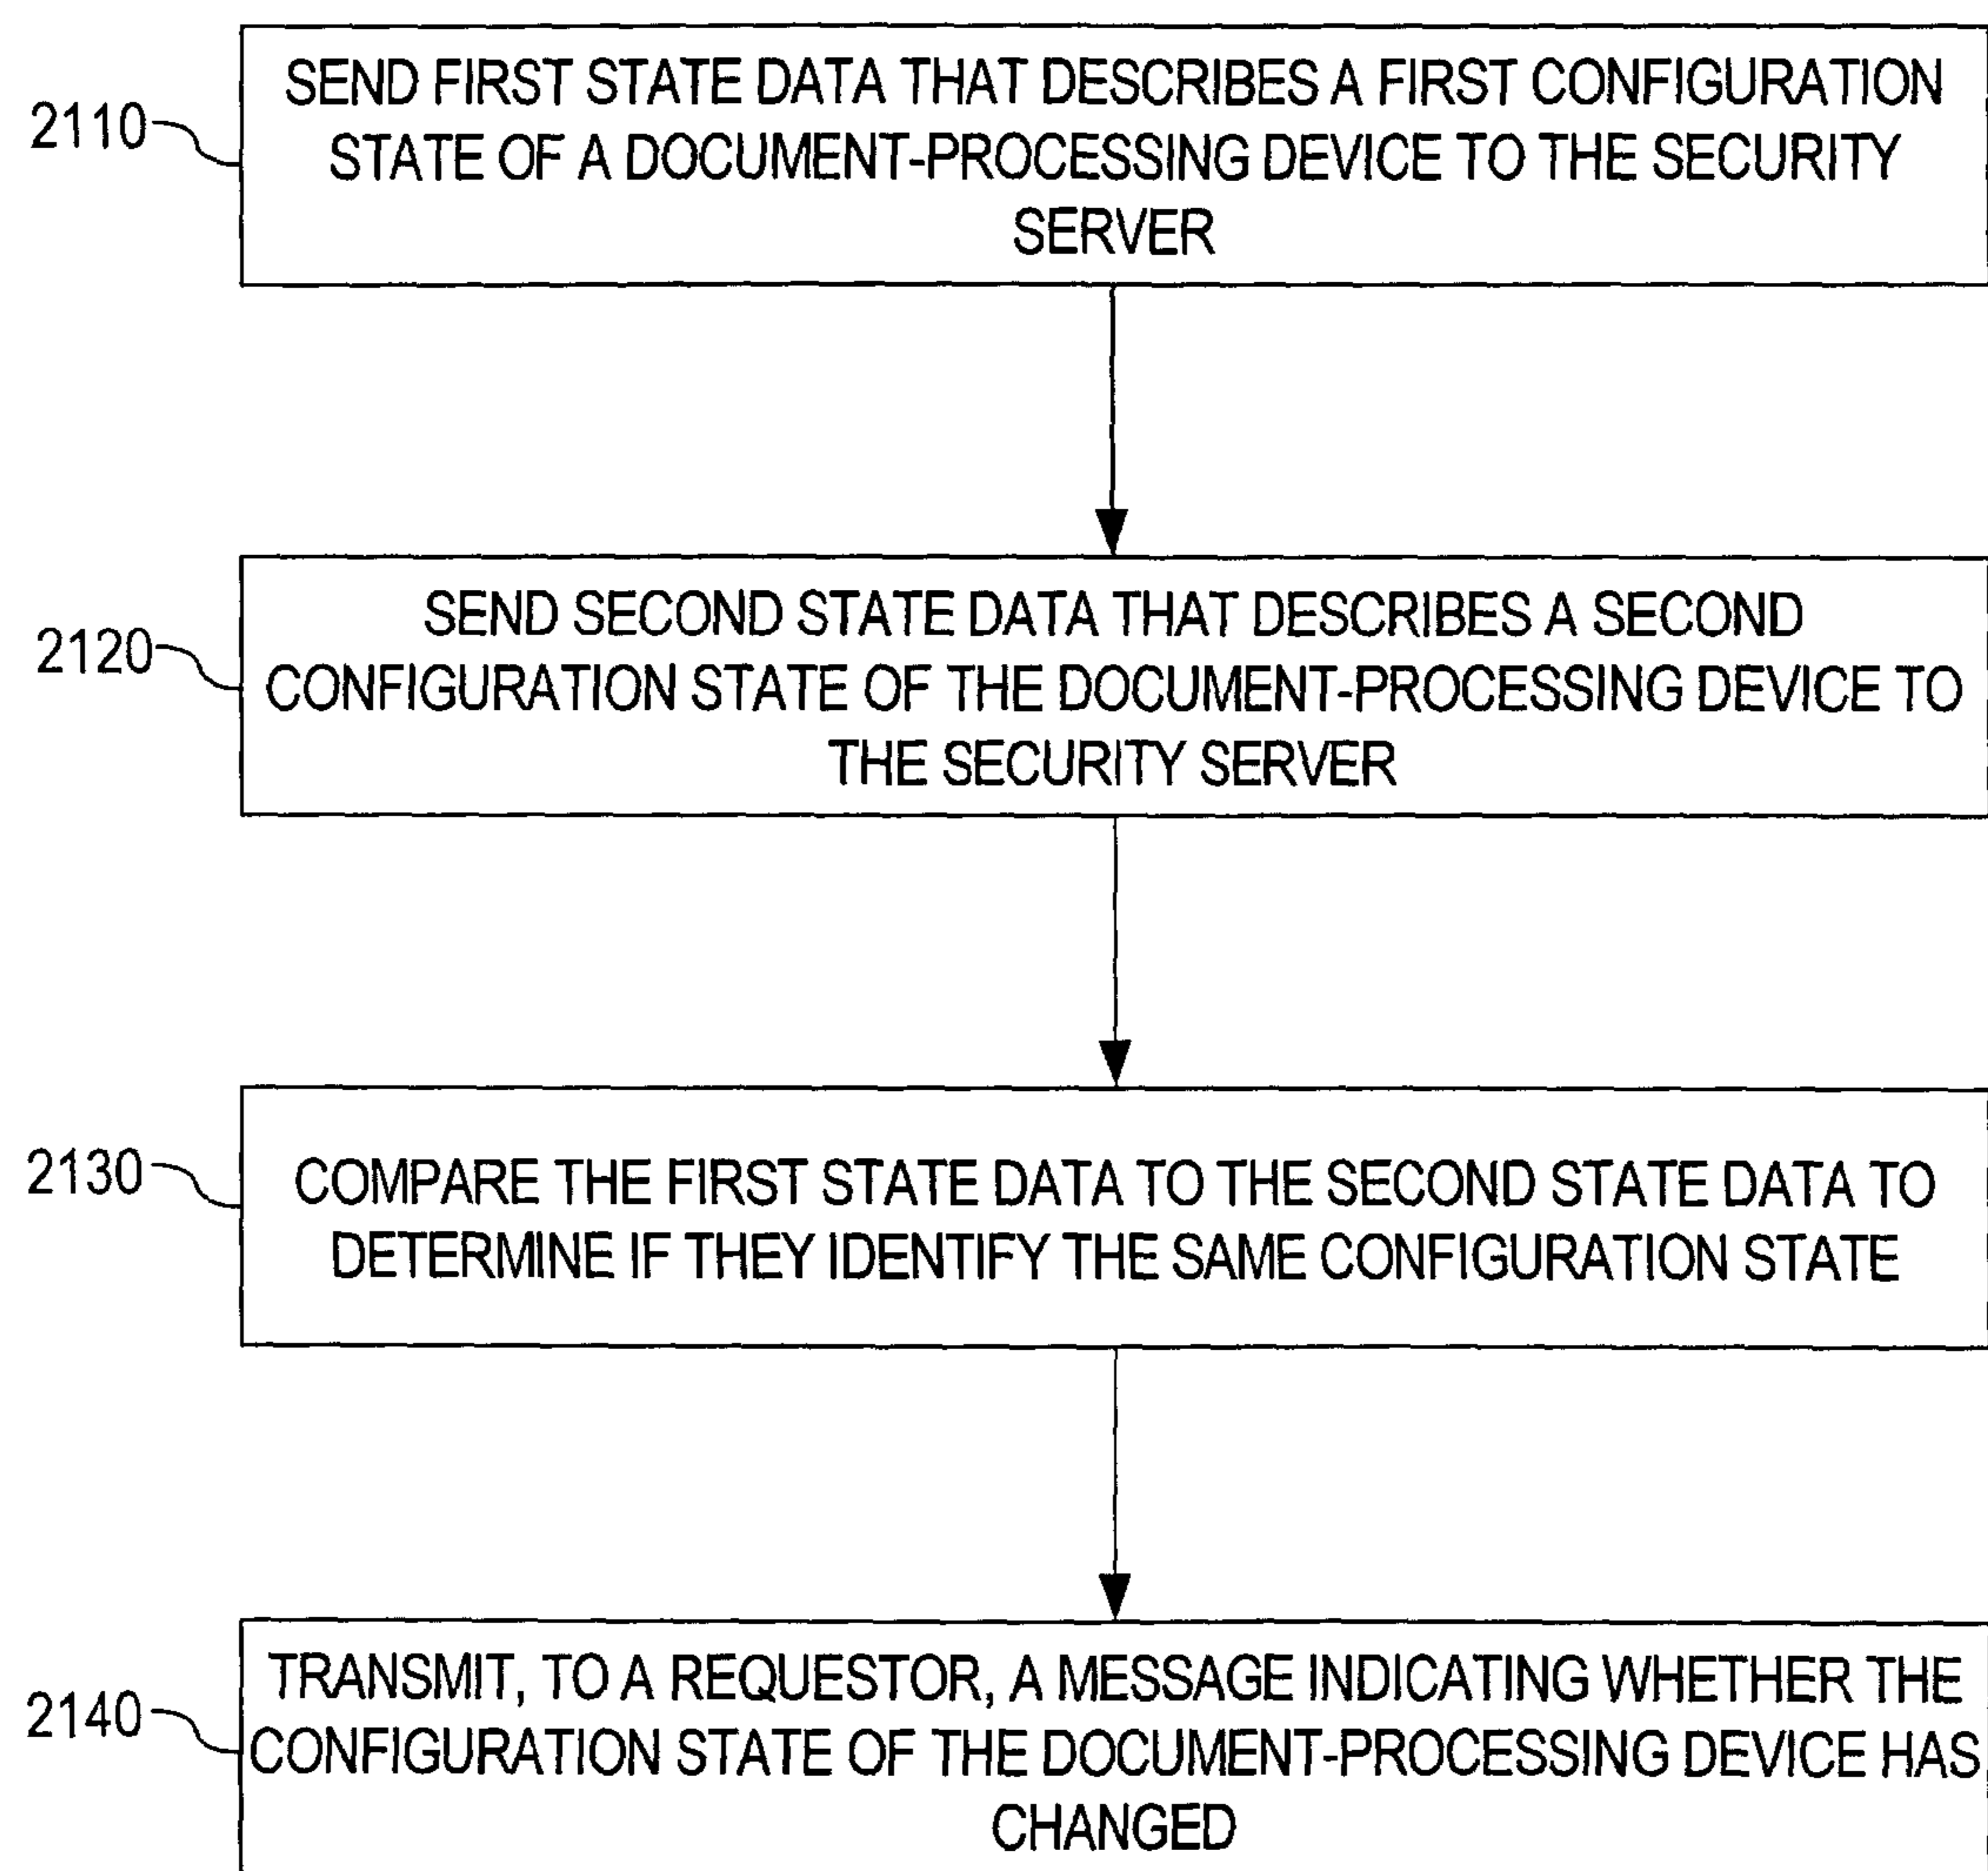 2110
SEND FIRST STATE DATA THAT DESCRIBES A FIRST CONFIGURATION
STATE OF A DOCUMENT-PROCESSING DEVICE TO THE SECURITY
SERVER
2120
SEND SECOND STATE DATA THAT DESCRIBES A SECOND
CONFIGURATION STATE OF THE DOCUMENT-PROCESSING DEVICE TO
THE SECURITY SERVER
2130
COMPARE THE FIRST STATE DATA TO THE SECOND STATE DATA TO
DETERMINE IF THEY IDENTIFY THE SAME CONFIGURATION STATE
2140
TRANSMIT, TO A REQUESTOR, A MESSAGE INDICATING WHETHER THE
CONFIGURATION STATE OF THE DOCUMENT-PROCESSING DEVICE HAS
CHANGED